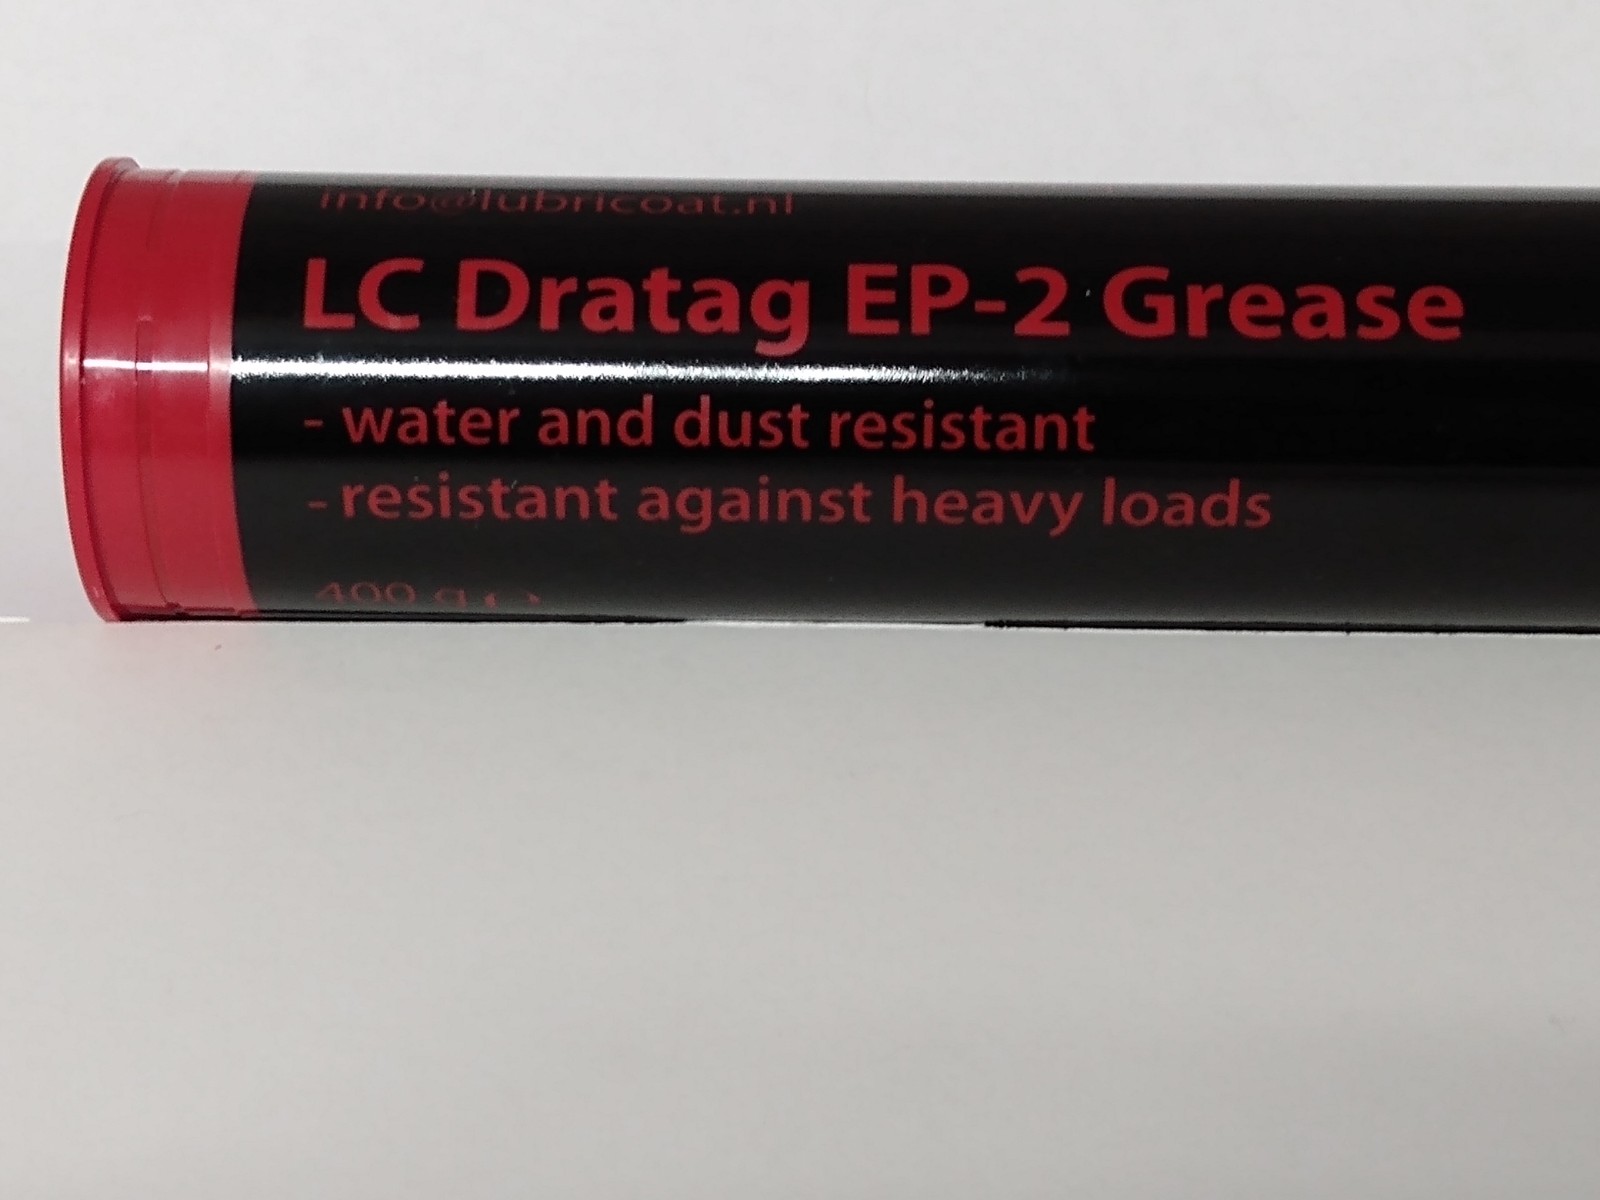 info@lubricoat.nl
LC Dratag EP-2 Grease
- water and dust resistant
- resistant against heavy loads
400 g ℮